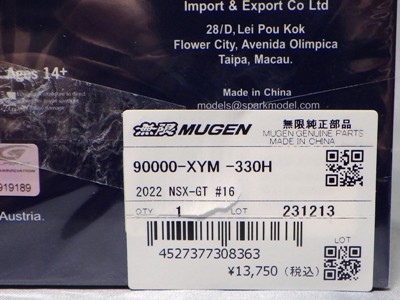 Import & Export Co Ltd
28/D, Lei Pou Kok
Flower City, Avenida Olimpica
Taipa, Macau.
Ages 14+
Made in China
models@sparkmodel.com
無限 MUGEN
無限純正部品
MUGEN GENUINE PARTS
MADE IN CHINA
90000-XYM -330H
2022 NSX-GT #16
QTY 1 LOT 231213
4527377308363
LOT
¥13,750 (税込)
919189
Austria.